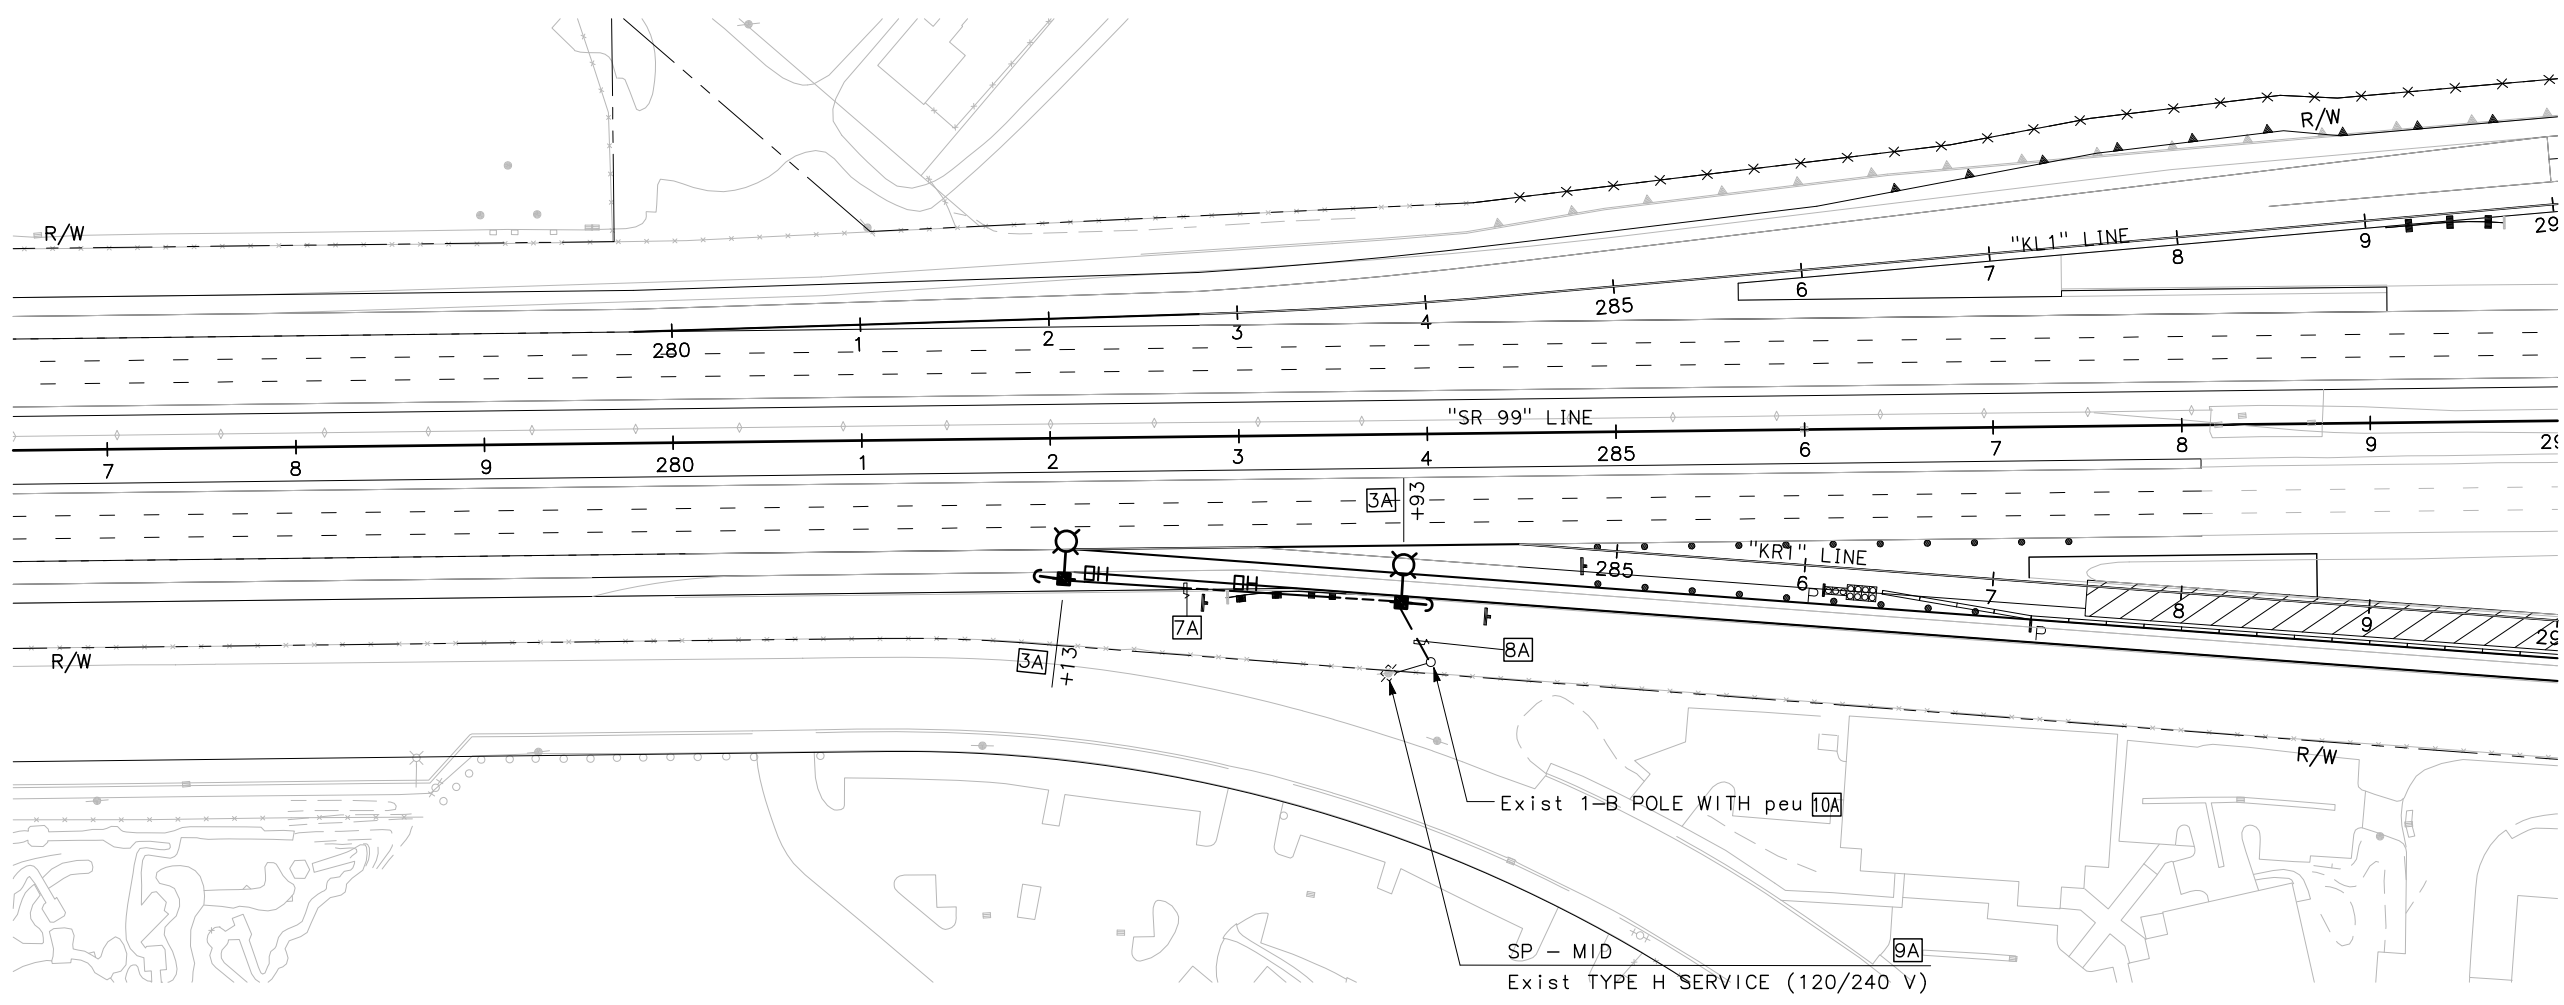 R/W
R/W
"KL1" LINE
280
1
2
3
4
285
6
7
8
9
29
"SR 99" LINE
7
8
9
280
1
2
3
4
285
6
7
8
9
29
3A
+93
"KR1" LINE
285
6
7
8
9
29
P
P
7A
8A
3A
+13
R/W
R/W
Exist 1-B POLE WITH peu 10A
SP - MID 9A
Exist TYPE H SERVICE (120/240 V)